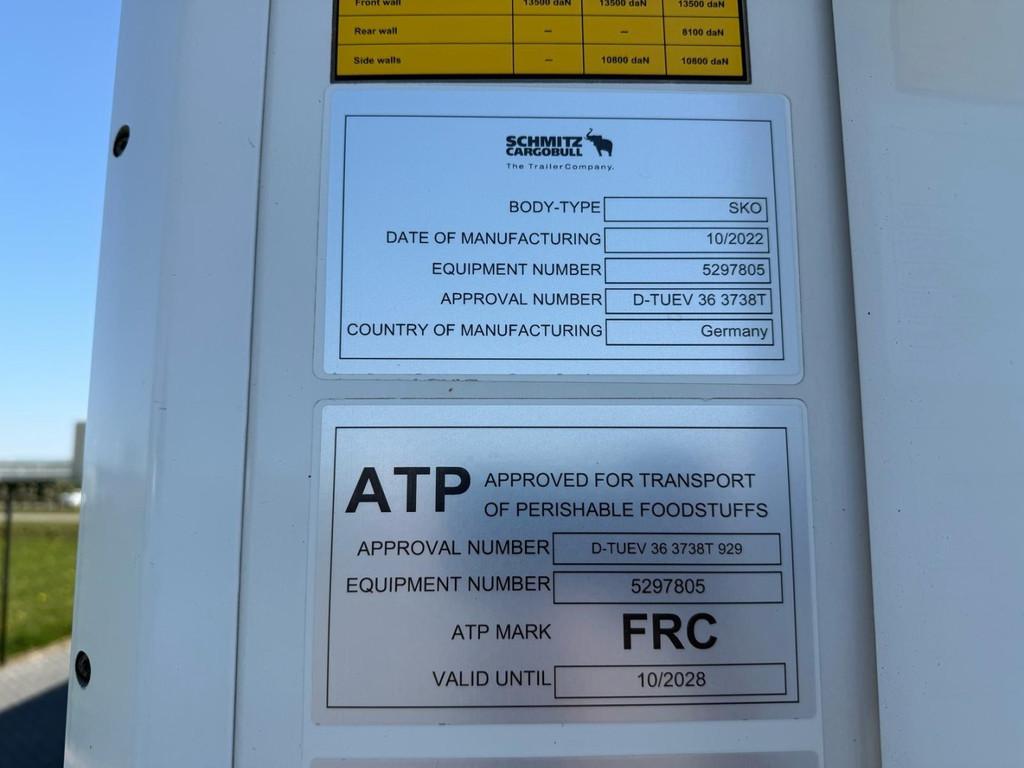 Front wall 13500 daN 13500 daN 13500 daN
Rear wall – – 8100 daN
Side walls – 10800 daN 10800 daN
SCHMITZ
CARGOBULL
The TrailerCompany.
BODY-TYPE SKO
DATE OF MANUFACTURING 10/2022
EQUIPMENT NUMBER 5297805
APPROVAL NUMBER D-TUEV 36 3738T
COUNTRY OF MANUFACTURING Germany
ATP APPROVED FOR TRANSPORT
OF PERISHABLE FOODSTUFFS
APPROVAL NUMBER D-TUEV 36 3738T 929
EQUIPMENT NUMBER 5297805
ATP MARK FRC
VALID UNTIL 10/2028